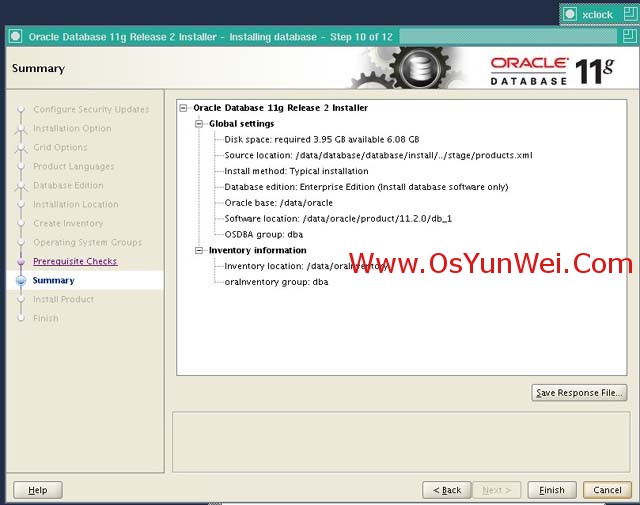 xclock
Oracle Database 11g Release 2 Installer - Installing database - Step 10 of 12
Summary
ORACLE
DATABASE 11g
Configure Security Updates
Installation Option
Grid Options
Product Languages
Database Edition
Installation Location
Create Inventory
Operating System Groups
Prerequisite Checks
Summary
Install Product
Finish
Oracle Database 11g Release 2 Installer
Global settings
Disk space: required 3.95 GB available 6.08 GB
Source location: /data/database/database/install/../stage/products.xml
Install method: Typical installation
Database edition: Enterprise Edition (Install database software only)
Oracle base: /data/oracle
Software location: /data/oracle/product/11.2.0/db_1
OSDBA group: dba
Inventory information
Inventory location: /data/oraInventory
oraInventory group: dba
Www.OsYunWei.Com
Save Response File...
Help
< Back
Next >
Finish
Cancel